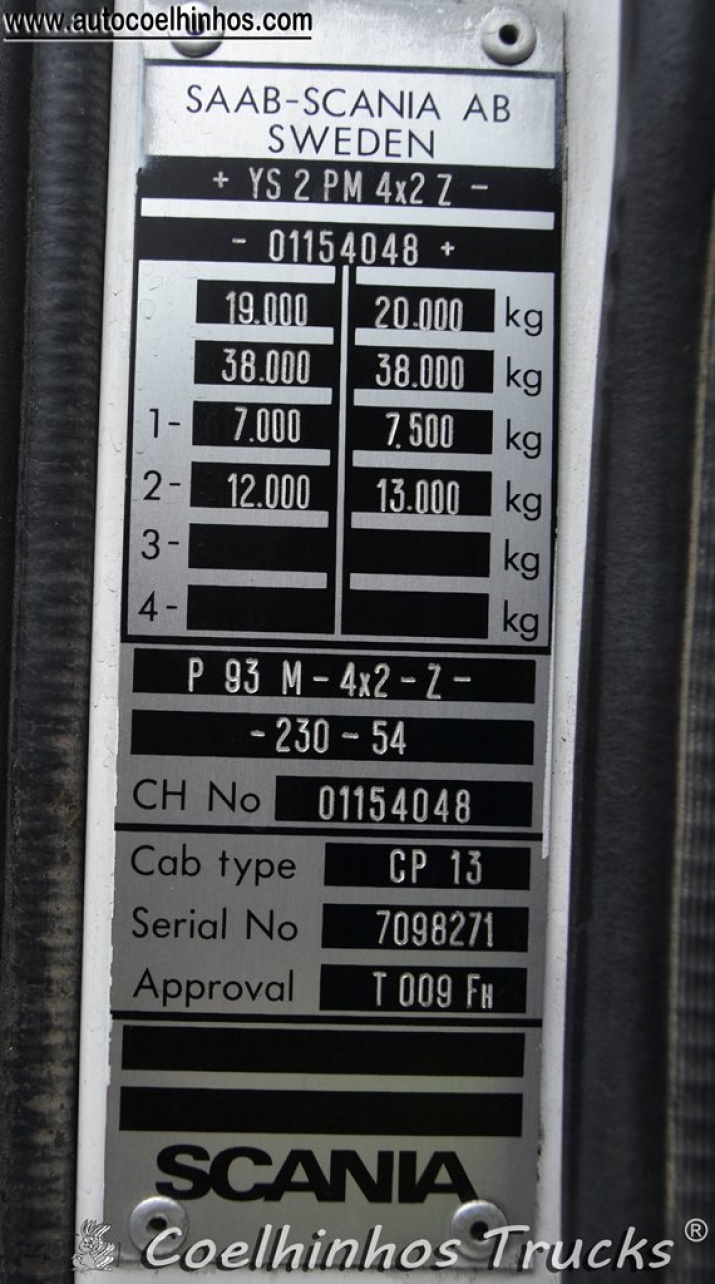 www.autocoelhinhos.com
SAAB-SCANIA AB
SWEDEN
+ YS 2 PM 4x2 Z -
- 01154048 +
19.000 20.000 kg
38.000 38.000 kg
1- 7.000 7.500 kg
2- 12.000 13.000 kg
3- kg
4- kg
P 93 M - 4x2 - Z -
- 230 - 54
CH No 01154048
Cab type CP 13
Serial No 7098271
Approval T 009 FH
SCANIA
Coelhinhos Trucks ®